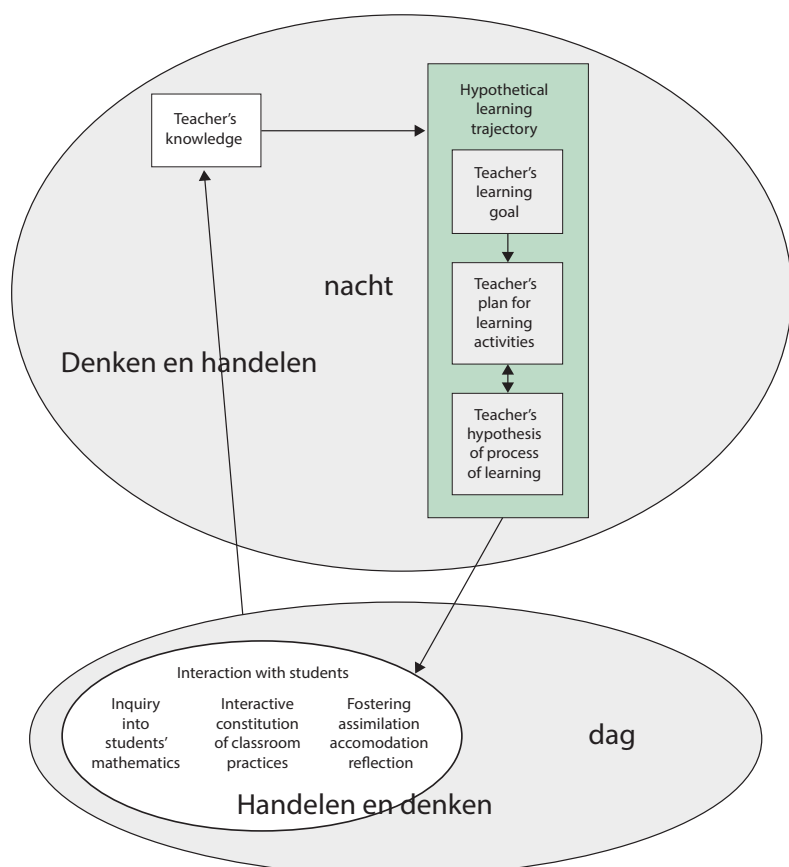 Teacher's
knowledge
Hypothetical
learning
trajectory
Teacher's
learning
goal
Teacher's
plan for
learning
activities
Teacher's
hypothesis
of process
of learning
nacht
Denken en handelen
Interaction with students
Inquiry
into
students'
mathematics
Interactive
constitution
of classroom
practices
Fostering
assimilation
accomodation
reflection
dag
Handelen en denken